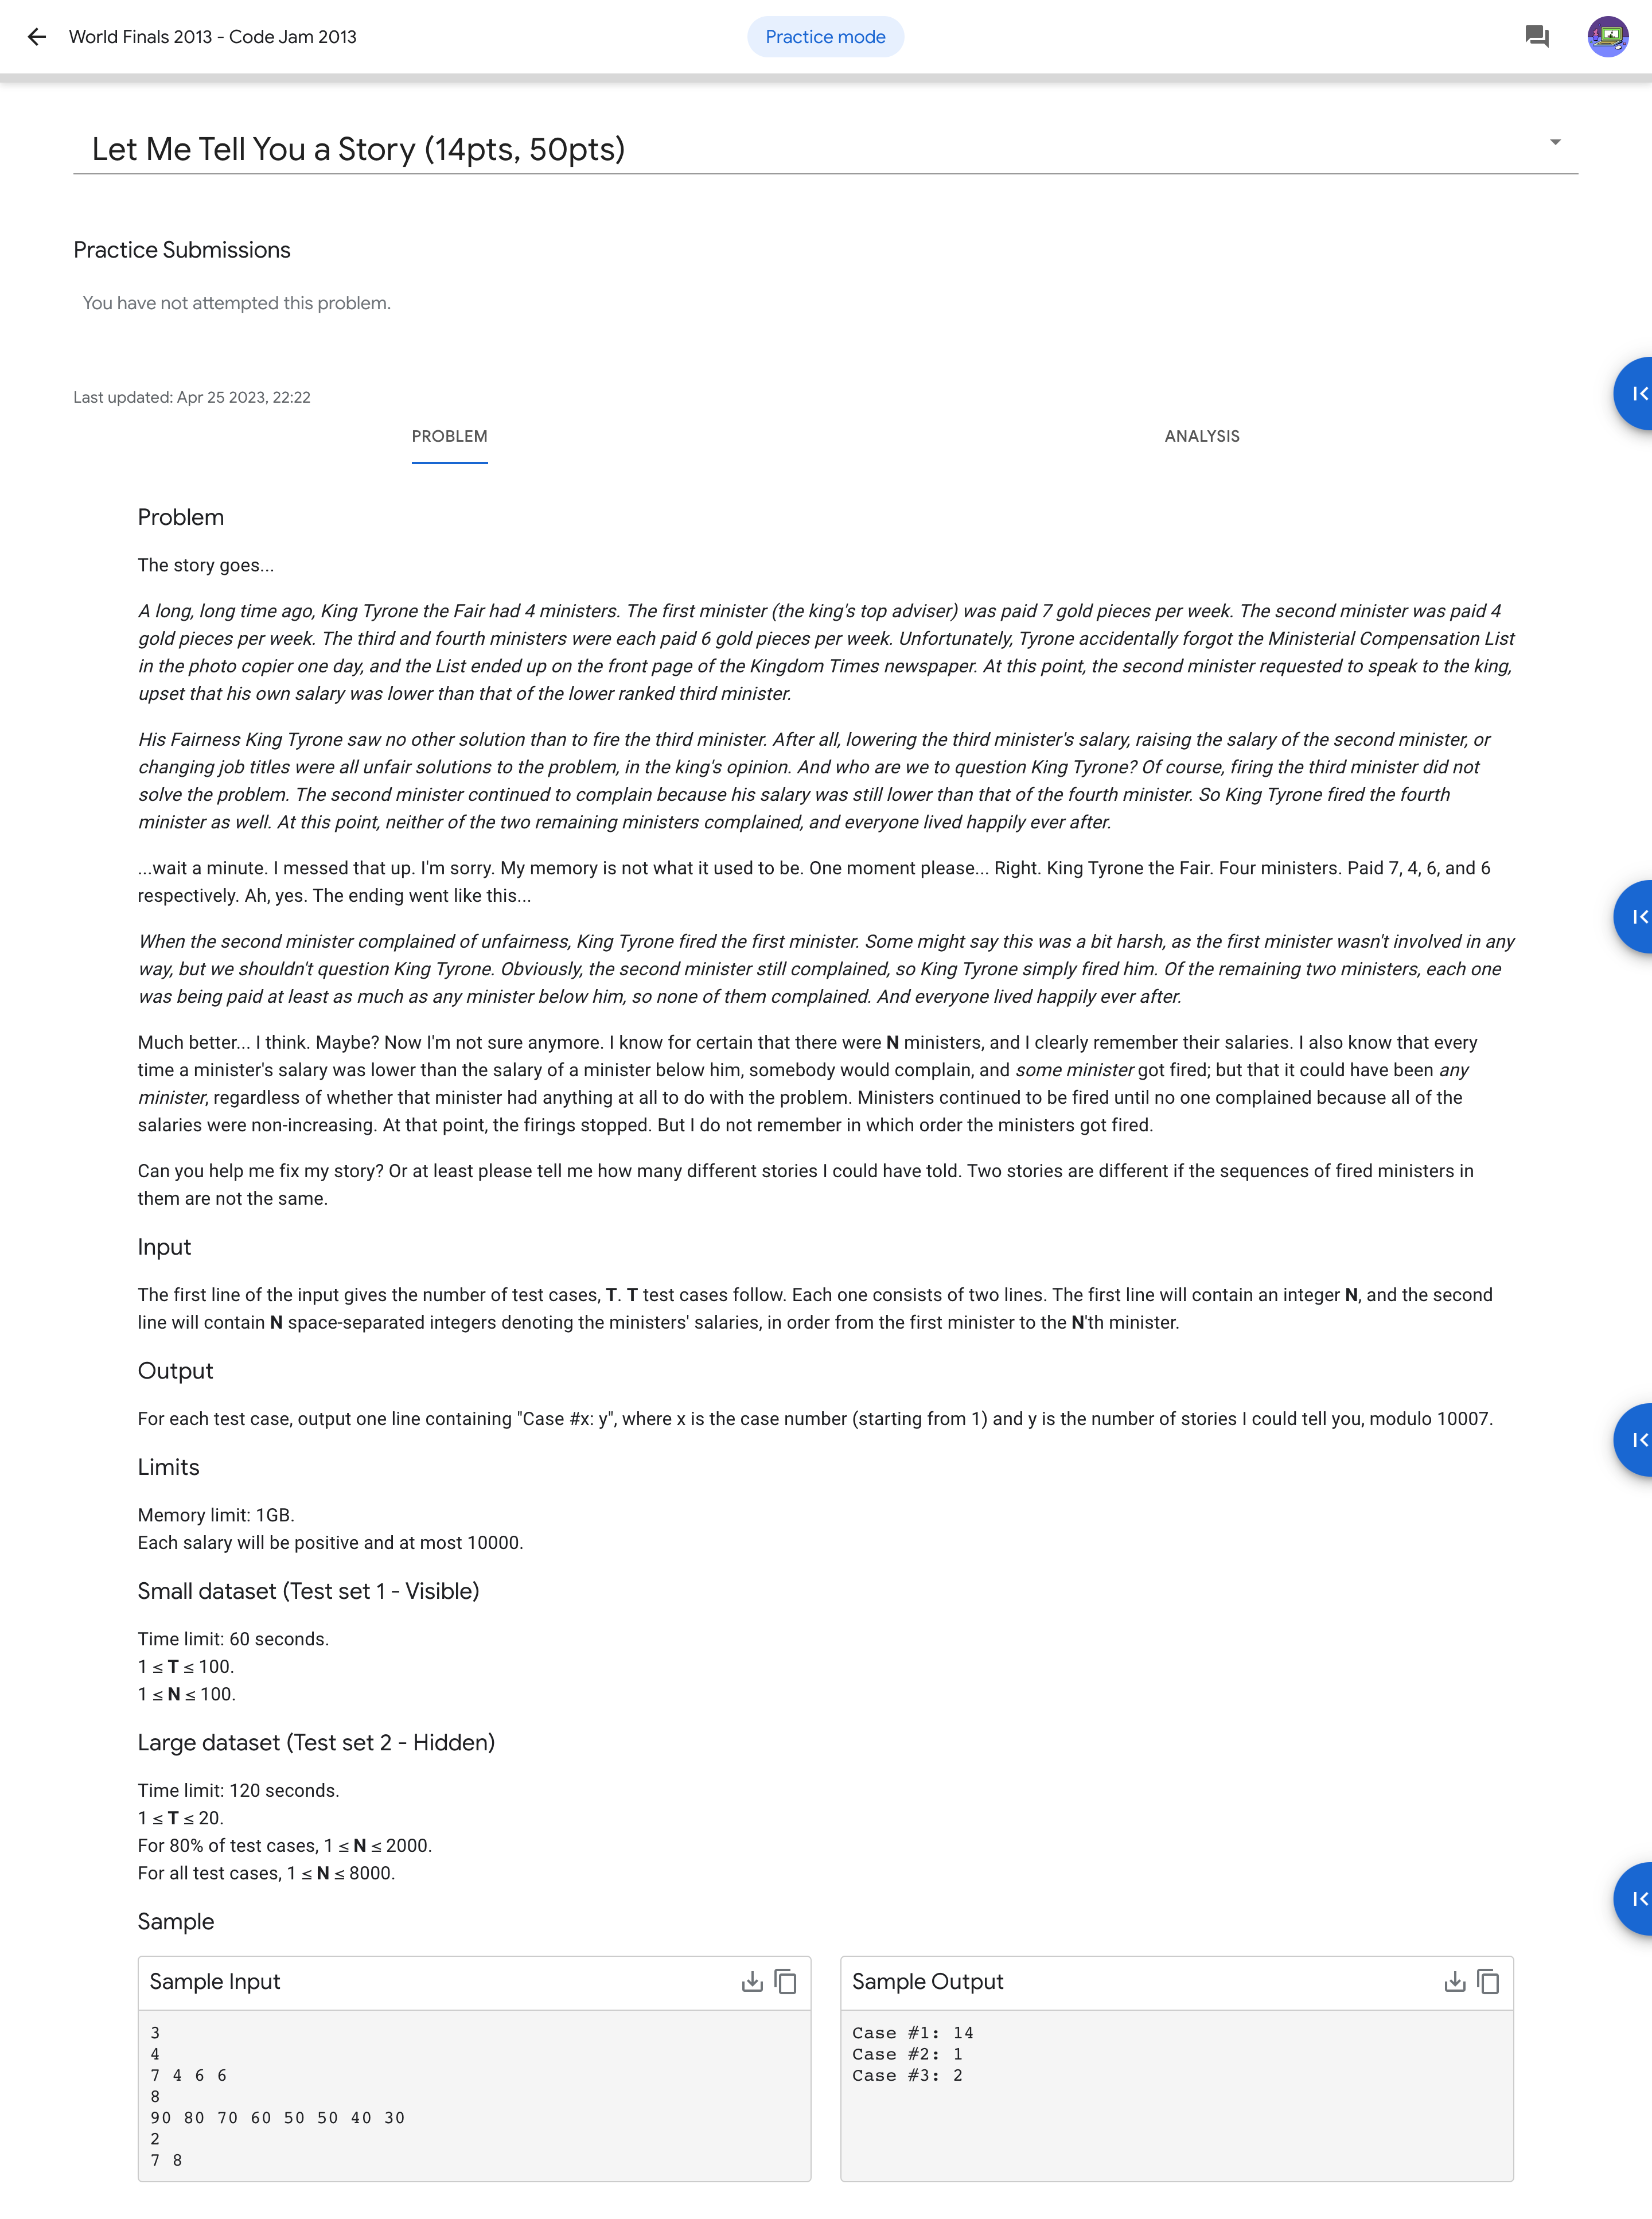 World Finals 2013 - Code Jam 2013
Practice mode
Let Me Tell You a Story (14pts, 50pts)
Practice Submissions
You have not attempted this problem.
Last updated: Apr 25 2023, 22:22
PROBLEM
ANALYSIS
Problem
The story goes...
A long, long time ago, King Tyrone the Fair had 4 ministers. The first minister (the king's top adviser) was paid 7 gold pieces per week. The second minister was paid 4
gold pieces per week. The third and fourth ministers were each paid 6 gold pieces per week. Unfortunately, Tyrone accidentally forgot the Ministerial Compensation List
in the photo copier one day, and the List ended up on the front page of the Kingdom Times newspaper. At this point, the second minister requested to speak to the king,
upset that his own salary was lower than that of the lower ranked third minister.
His Fairness King Tyrone saw no other solution than to fire the third minister. After all, lowering the third minister's salary, raising the salary of the second minister, or
changing job titles were all unfair solutions to the problem, in the king's opinion. And who are we to question King Tyrone? Of course, firing the third minister did not
solve the problem. The second minister continued to complain because his salary was still lower than that of the fourth minister. So King Tyrone fired the fourth
minister as well. At this point, neither of the two remaining ministers complained, and everyone lived happily ever after.
...wait a minute. I messed that up. I'm sorry. My memory is not what it used to be. One moment please... Right. King Tyrone the Fair. Four ministers. Paid 7, 4, 6, and 6
respectively. Ah, yes. The ending went like this...
When the second minister complained of unfairness, King Tyrone fired the first minister. Some might say this was a bit harsh, as the first minister wasn't involved in any
way, but we shouldn't question King Tyrone. Obviously, the second minister still complained, so King Tyrone simply fired him. Of the remaining two ministers, each one
was being paid at least as much as any minister below him, so none of them complained. And everyone lived happily ever after.
Much better... I think. Maybe? Now I'm not sure anymore. I know for certain that there were N ministers, and I clearly remember their salaries. I also know that every
time a minister's salary was lower than the salary of a minister below him, somebody would complain, and some minister got fired; but that it could have been any
minister, regardless of whether that minister had anything at all to do with the problem. Ministers continued to be fired until no one complained because all of the
salaries were non-increasing. At that point, the firings stopped. But I do not remember in which order the ministers got fired.
Can you help me fix my story? Or at least please tell me how many different stories I could have told. Two stories are different if the sequences of fired ministers in
them are not the same.
Input
The first line of the input gives the number of test cases, T. T test cases follow. Each one consists of two lines. The first line will contain an integer N, and the second
line will contain N space-separated integers denoting the ministers' salaries, in order from the first minister to the N'th minister.
Output
For each test case, output one line containing "Case #x: y", where x is the case number (starting from 1) and y is the number of stories I could tell you, modulo 10007.
Limits
Memory limit: 1GB.
Each salary will be positive and at most 10000.
Small dataset (Test set 1 - Visible)
Time limit: 60 seconds.
1 ≤ T ≤ 100.
1 ≤ N ≤ 100.
Large dataset (Test set 2 - Hidden)
Time limit: 120 seconds.
1 ≤ T ≤ 20.
For 80% of test cases, 1 ≤ N ≤ 2000.
For all test cases, 1 ≤ N ≤ 8000.
Sample
Sample Input
3
4
7 4 6 6
8
90 80 70 60 50 50 40 30
2
7 8
Sample Output
Case #1: 14
Case #2: 1
Case #3: 2